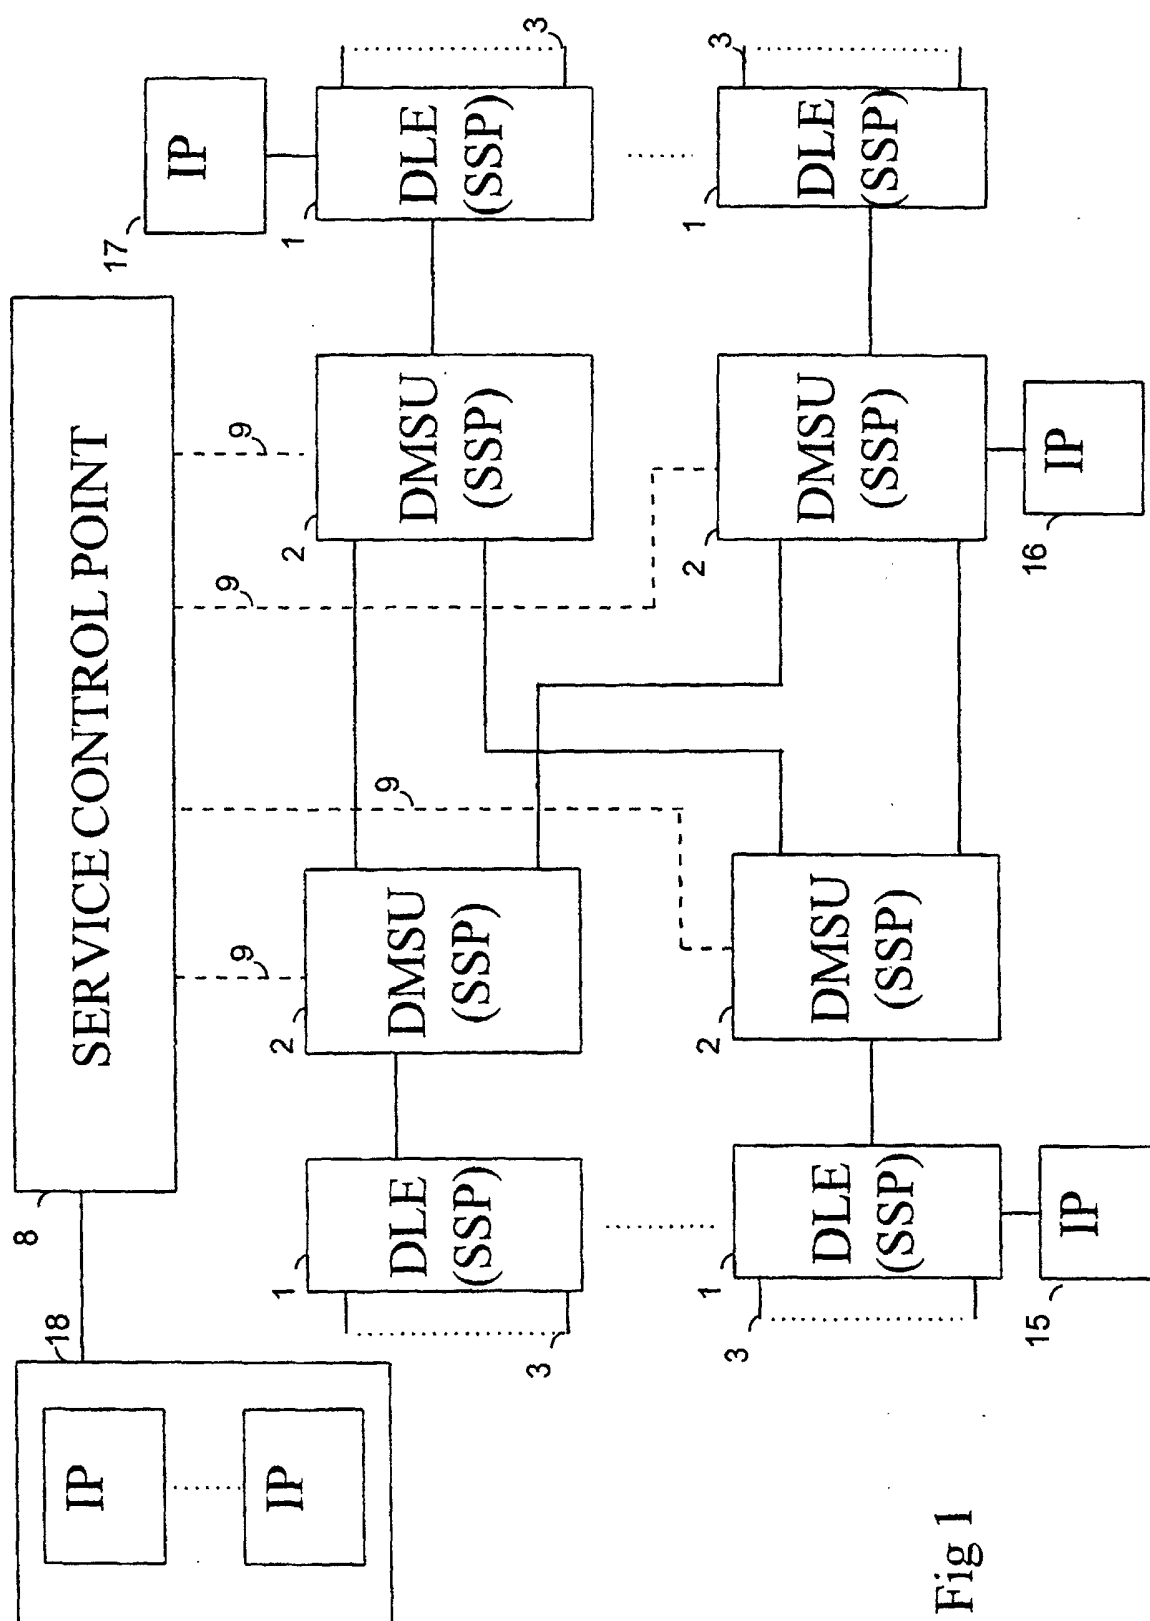 18
8
17
IP
SERVICE CONTROL POINT
IP
IP
9
9
9
9
1
2
2
1
DLE
(SSP)
DMSU
(SSP)
DMSU
(SSP)
DLE
(SSP)
3
3
1
2
2
1
3
3
DLE
(SSP)
DMSU
(SSP)
DMSU
(SSP)
DLE
(SSP)
15
IP
16
IP
Fig 1